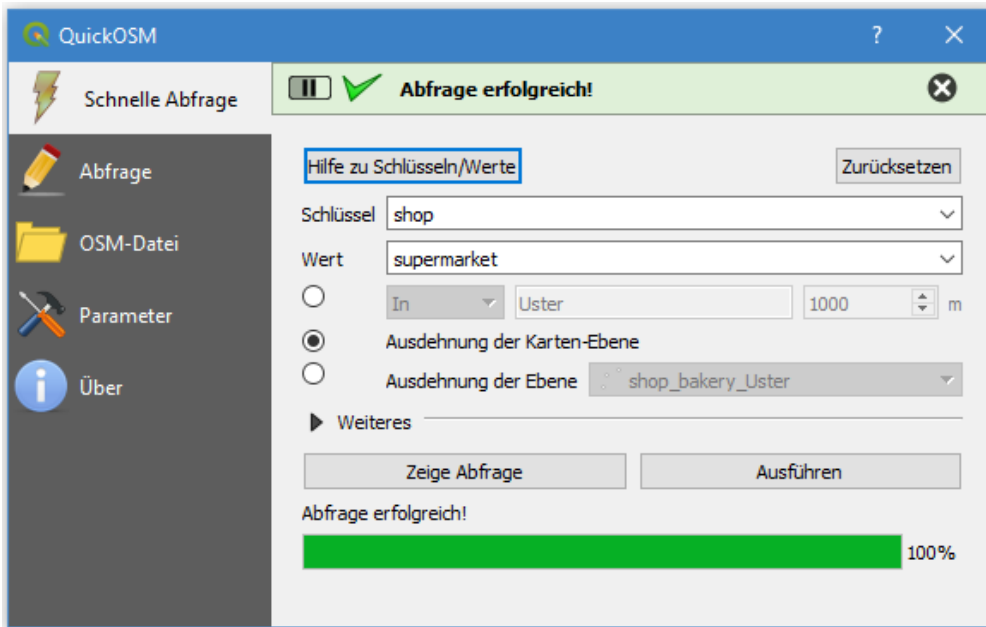 QuickOSM ?
Schnelle Abfrage
Abfrage erfolgreich!
Abfrage
OSM-Datei
Parameter
Über
Hilfe zu Schlüsseln/Werte Zurücksetzen
Schlüssel shop
Wert supermarket
In Uster 1000 m
Ausdehnung der Karten-Ebene
Ausdehnung der Ebene shop_bakery_Uster
Weiteres
Zeige Abfrage Ausführen
Abfrage erfolgreich!
100%